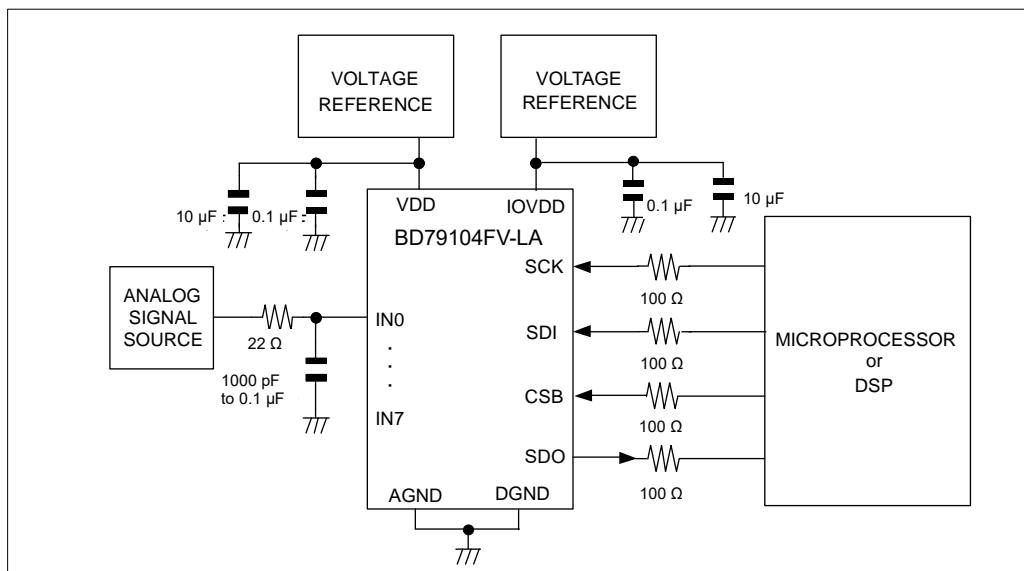 VOLTAGE
REFERENCE
VOLTAGE
REFERENCE
10 µF
0.1 µF
VDD
IOVDD
0.1 µF
10 µF
BD79104FV-LA
ANALOG
SIGNAL
SOURCE
22 Ω
1000 pF
to 0.1 µF
IN0
.
.
.
IN7
SCK
100 Ω
SDI
100 Ω
CSB
100 Ω
SDO
100 Ω
MICROPROCESSOR
or
DSP
AGND
DGND